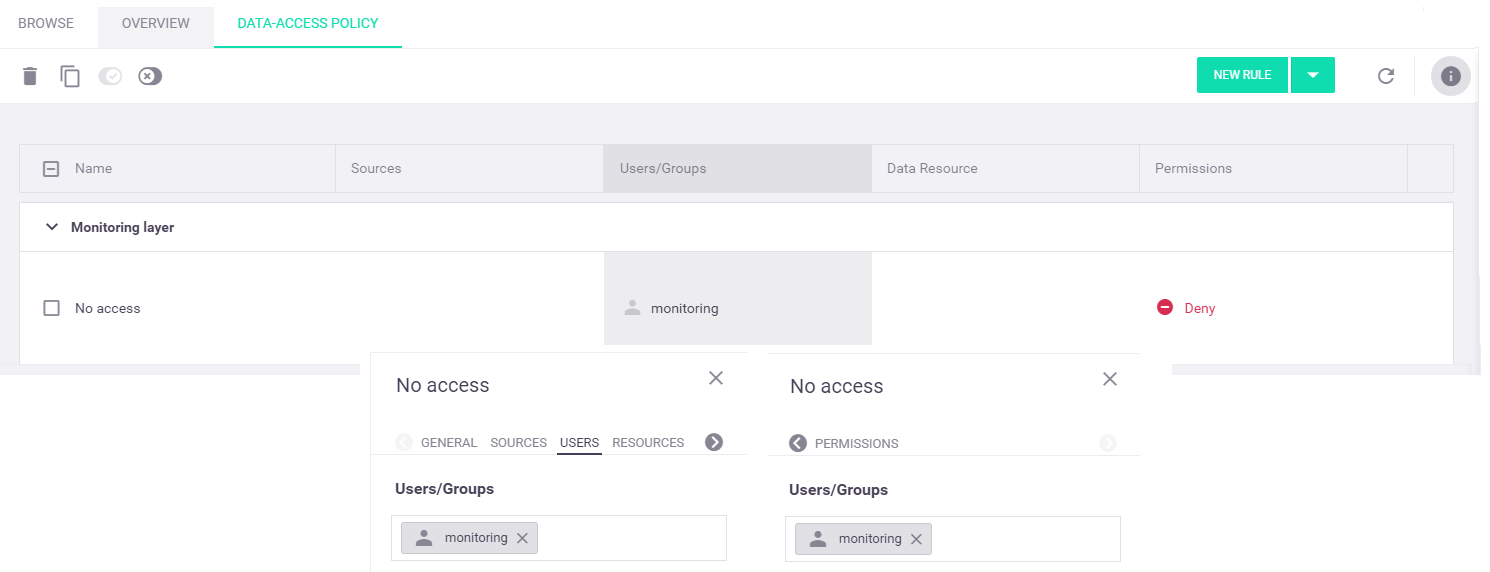 BROWSE OVERVIEW DATA-ACCESS POLICY
NEW RULE
Name Sources Users/Groups Data Resource Permissions
Monitoring layer
No access monitoring Deny
No access
GENERAL SOURCES USERS RESOURCES
Users/Groups
monitoring
No access
PERMISSIONS
Users/Groups
monitoring